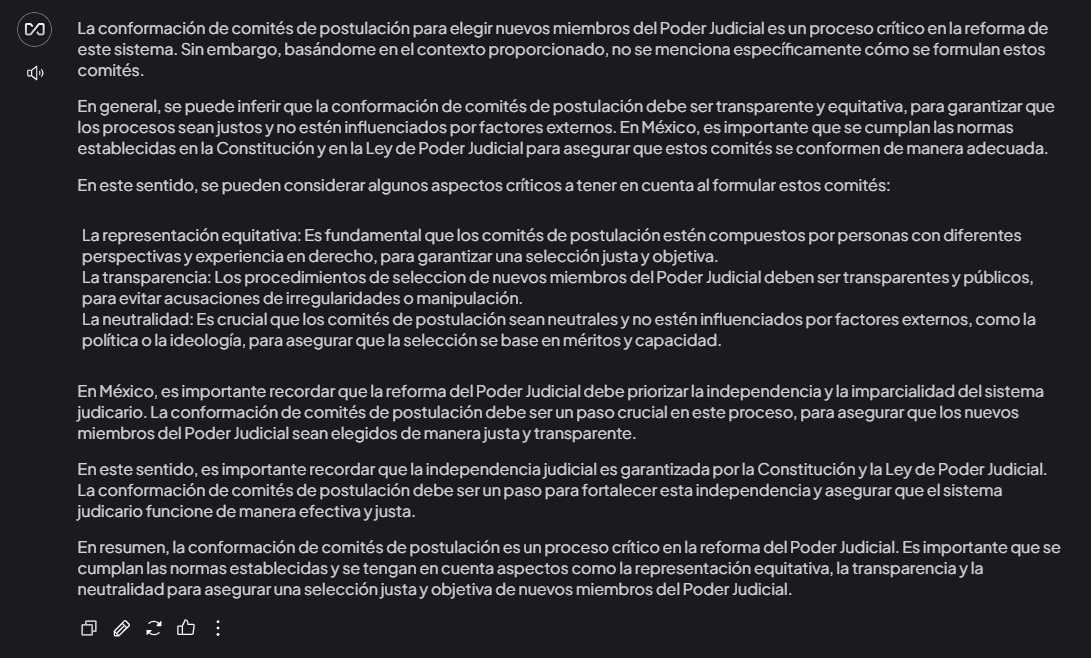 La conformación de comités de postulación para elegir nuevos miembros del Poder Judicial es un proceso crítico en la reforma de
este sistema. Sin embargo, basándome en el contexto proporcionado, no se menciona específicamente cómo se formulan estos
comités.
En general, se puede inferir que la conformación de comités de postulación debe ser transparente y equitativa, para garantizar que
los procesos sean justos y no estén influenciados por factores externos. En México, es importante que se cumplan las normas
establecidas en la Constitución y en la Ley de Poder Judicial para asegurar que estos comités se conformen de manera adecuada.
En este sentido, se pueden considerar algunos aspectos críticos a tener en cuenta al formular estos comités:
La representación equitativa: Es fundamental que los comités de postulación estén compuestos por personas con diferentes
perspectivas y experiencia en derecho, para garantizar una selección justa y objetiva.
La transparencia: Los procedimientos de seleccion de nuevos miembros del Poder Judicial deben ser transparentes y públicos,
para evitar acusaciones de irregularidades o manipulación.
La neutralidad: Es crucial que los comités de postulación sean neutrales y no estén influenciados por factores externos, como la
política o la ideología, para asegurar que la selección se base en méritos y capacidad.
En México, es importante recordar que la reforma del Poder Judicial debe priorizar la independencia y la imparcialidad del sistema
judicario. La conformación de comités de postulación debe ser un paso crucial en este proceso, para asegurar que los nuevos
miembros del Poder Judicial sean elegidos de manera justa y transparente.
En este sentido, es importante recordar que la independencia judicial es garantizada por la Constitución y la Ley de Poder Judicial.
La conformación de comités de postulación debe ser un paso para fortalecer esta independencia y asegurar que el sistema
judicario funcione de manera efectiva y justa.
En resumen, la conformación de comités de postulación es un proceso crítico en la reforma del Poder Judicial. Es importante que se
cumplan las normas establecidas y se tengan en cuenta aspectos como la representación equitativa, la transparencia y la
neutralidad para asegurar una selección justa y objetiva de nuevos miembros del Poder Judicial.